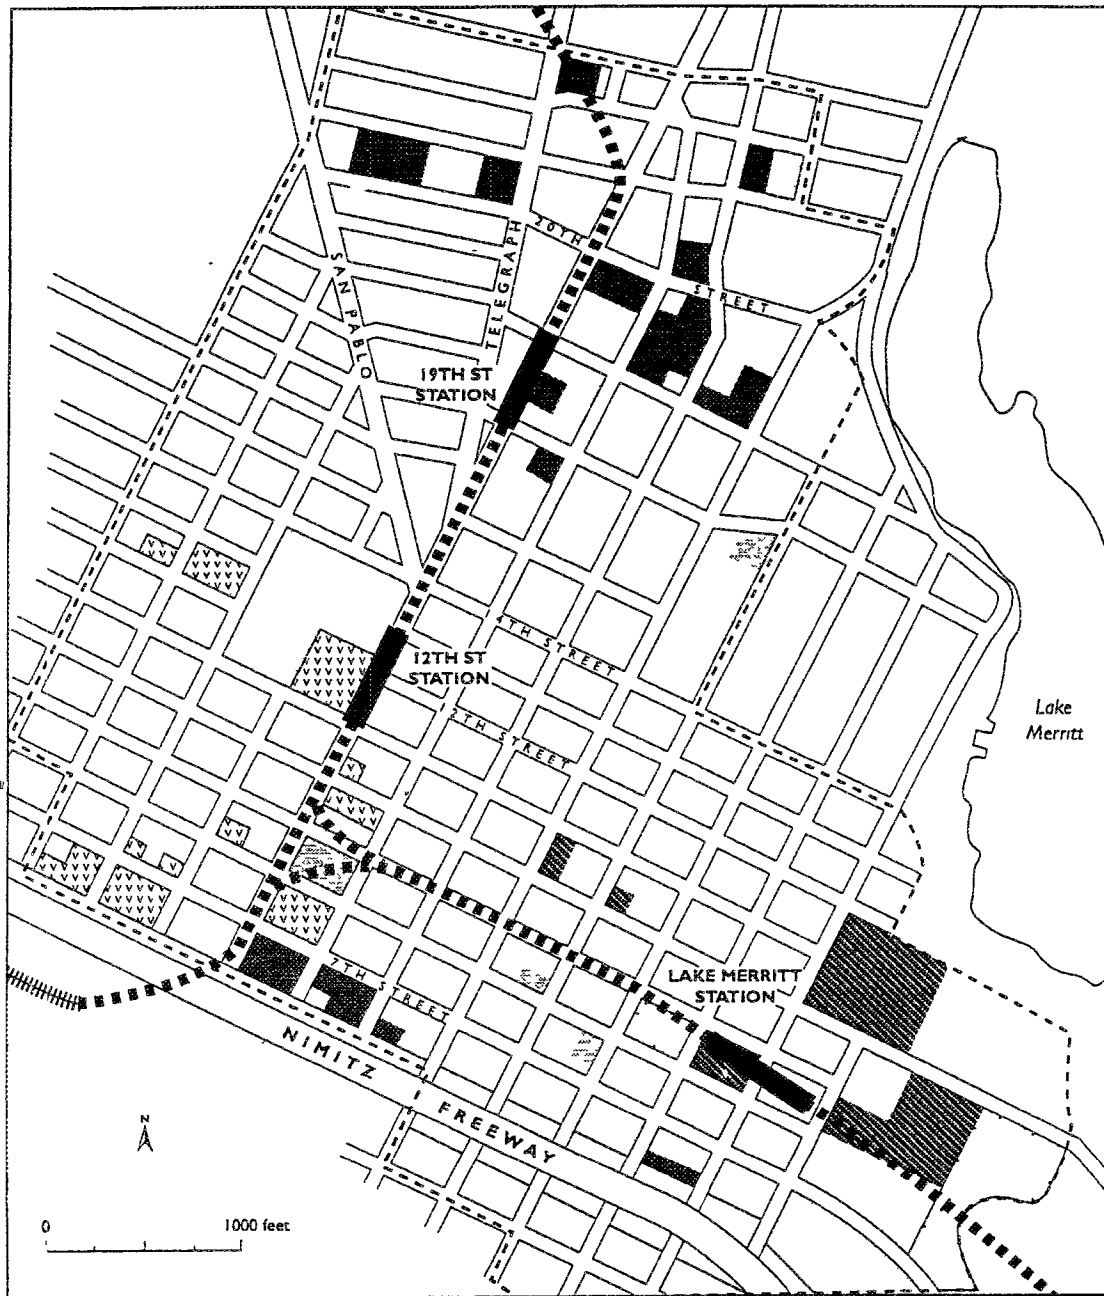 20TH
STREET
TELEGRAPH
SAN PABLO
19TH ST
STATION
4TH STREET
12TH ST
STATION
2TH STREET
Lake
Merritt
LAKE MERRITT
STATION
7TH STREET
NIMITZ FREEWAY
N
0 1000 feet